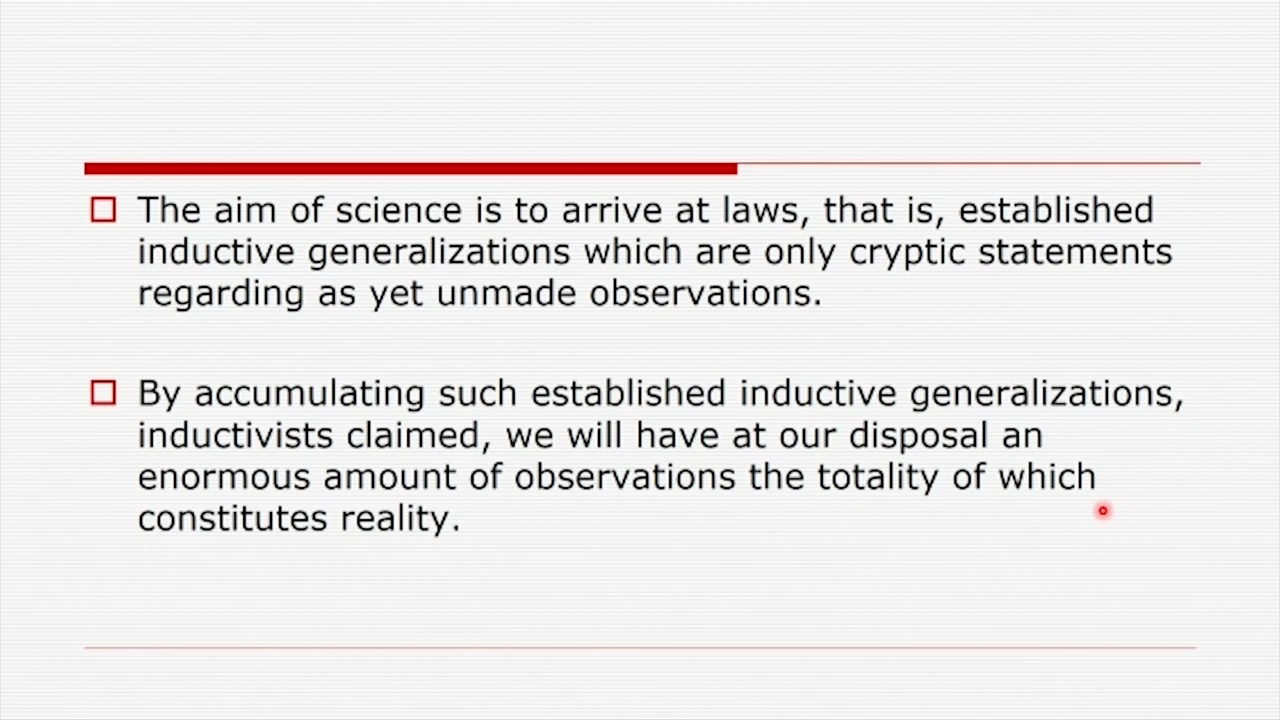 The aim of science is to arrive at laws, that is, established
inductive generalizations which are only cryptic statements
regarding as yet unmade observations.
By accumulating such established inductive generalizations,
inductivists claimed, we will have at our disposal an
enormous amount of observations the totality of which
constitutes reality.